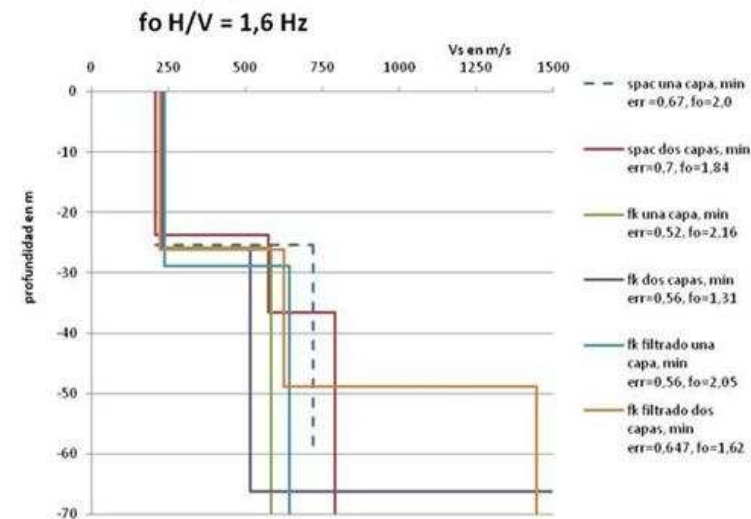 fo H/V = 1,6 Hz
Vs en m/s
0 250 500 750 1000 1250 1500
profundidad en m
0
-10
-20
-30
-40
-50
-60
-70
spac una capa, min
err =0,67, fo=2,0
spac dos capas, min
err=0,7, fo=1,84
fk una capa, min
err=0,52, fo=2,16
fk dos capas, min
err=0,56, fo=1,31
fk filtrado una
capa, min
err=0,56, fo=2,05
fk filtrado dos
capas, min
err=0,647, fo=1,62